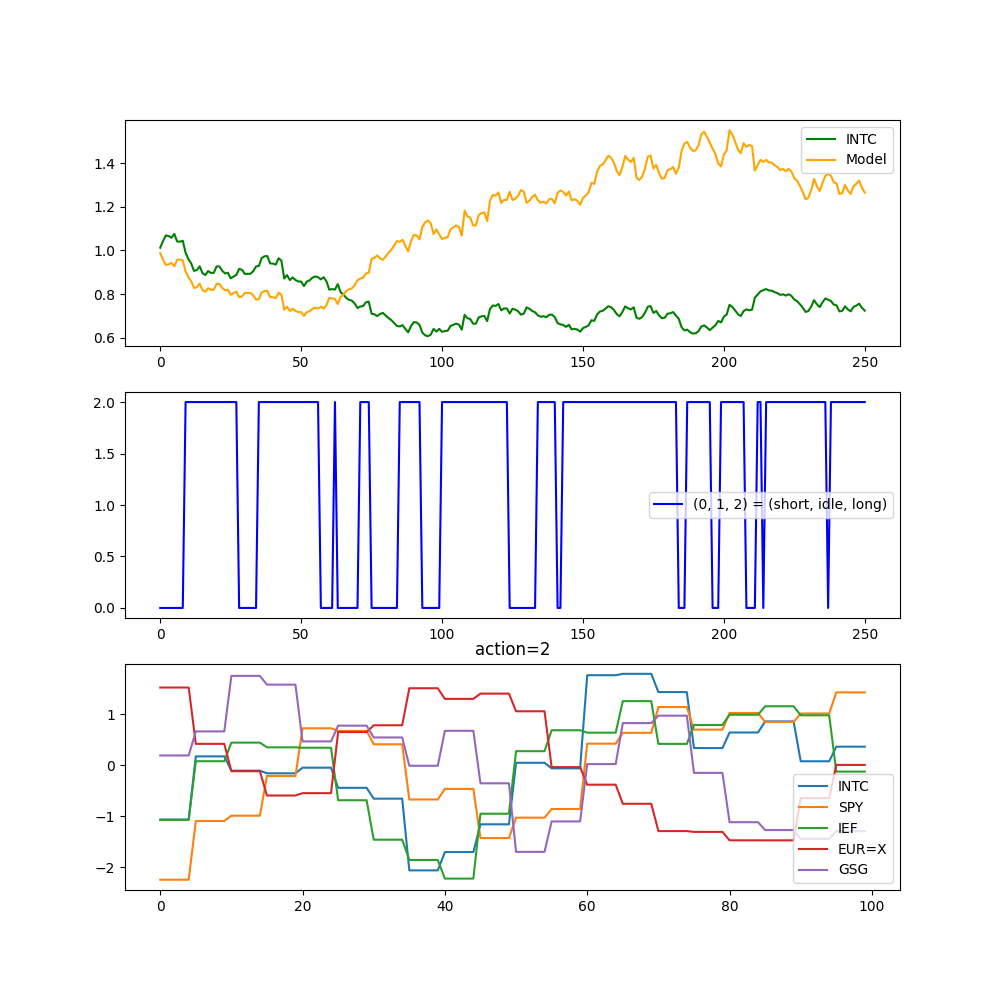 INTC
Model
1.4
1.2
1.0
0.8
0.6
0 50 100 150 200 250
2.0
1.5
1.0
0.5
0.0
(0, 1, 2) = (short, idle, long)
0 50 100 150 200 250
action=2
1
0
−1
−2
INTC
SPY
IEF
EUR=X
GSG
0 20 40 60 80 100